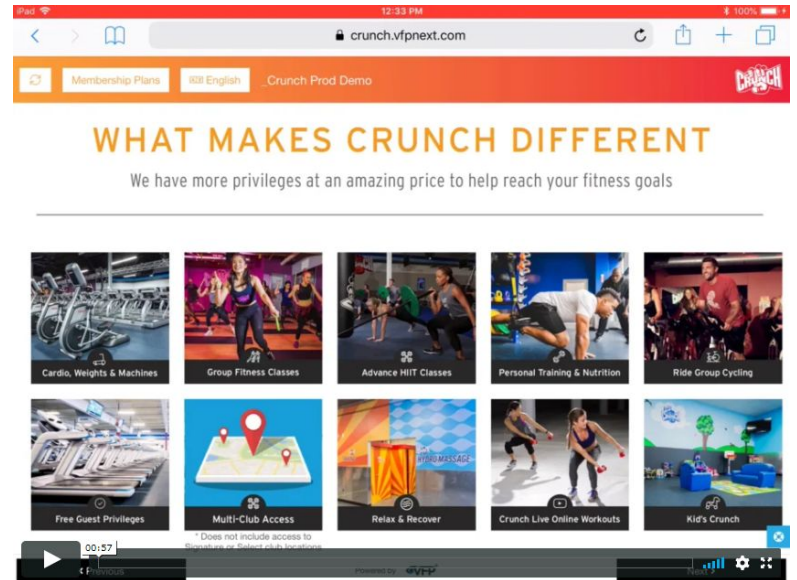 iPad
12:33 PM
100%
crunch.vfpnext.com
Membership Plans
English
_Crunch Prod Demo
CRUNCH
WHAT MAKES CRUNCH DIFFERENT
We have more privileges at an amazing price to help reach your fitness goals
Cardio, Weights & Machines
Group Fitness Classes
Advance HIIT Classes
Personal Training & Nutrition
Ride Group Cycling
HYDROMASSAGE
Free Guest Privileges
Multi-Club Access
Relax & Recover
Crunch Live Online Workouts
Kid's Crunch
* Does not include access to
Signature or Select club locations
00:57
Previous
Powered by VFP
Next